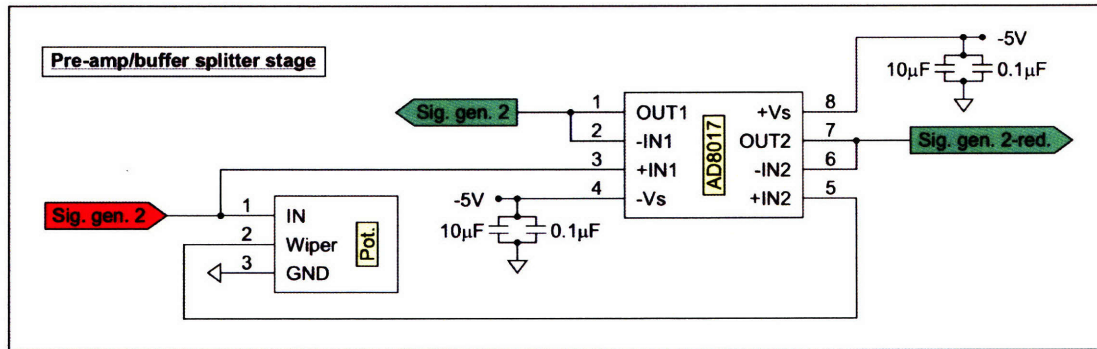 Pre-amp/buffer splitter stage
-5V
10µF
0.1µF
Sig. gen. 2
1
OUT1
+Vs
8
2
-IN1
OUT2
7
Sig. gen. 2-red.
3
+IN1
-IN2
6
4
-Vs
+IN2
5
AD8017
-5V
10µF
0.1µF
Sig. gen. 2
1
IN
2
Wiper
3
GND
Pot.